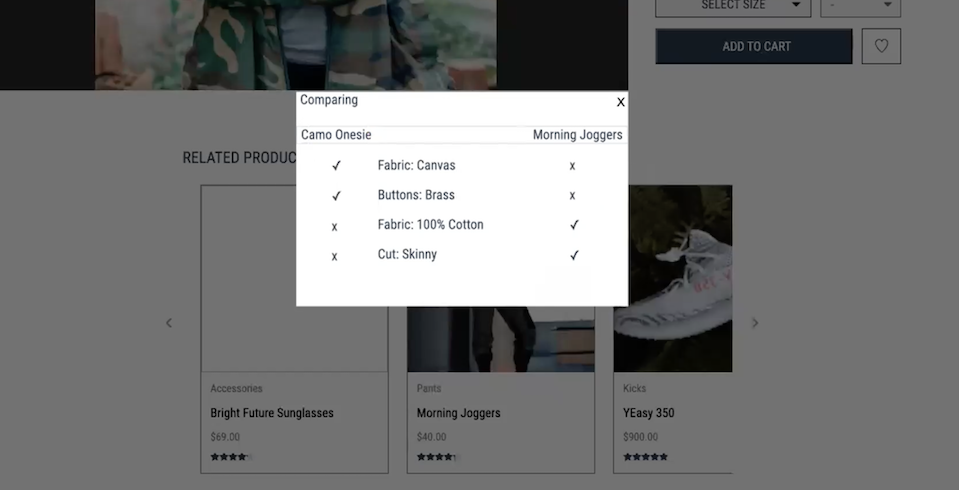 SELECT SIZE
-
ADD TO CART
Comparing X
Camo Onesie Morning Joggers
✓ Fabric: Canvas x
✓ Buttons: Brass x
x Fabric: 100% Cotton ✓
x Cut: Skinny ✓
RELATED PRODUC
Accessories
Bright Future Sunglasses
$69.00
Pants
Morning Joggers
$40.00
Kicks
YEasy 350
$900.00